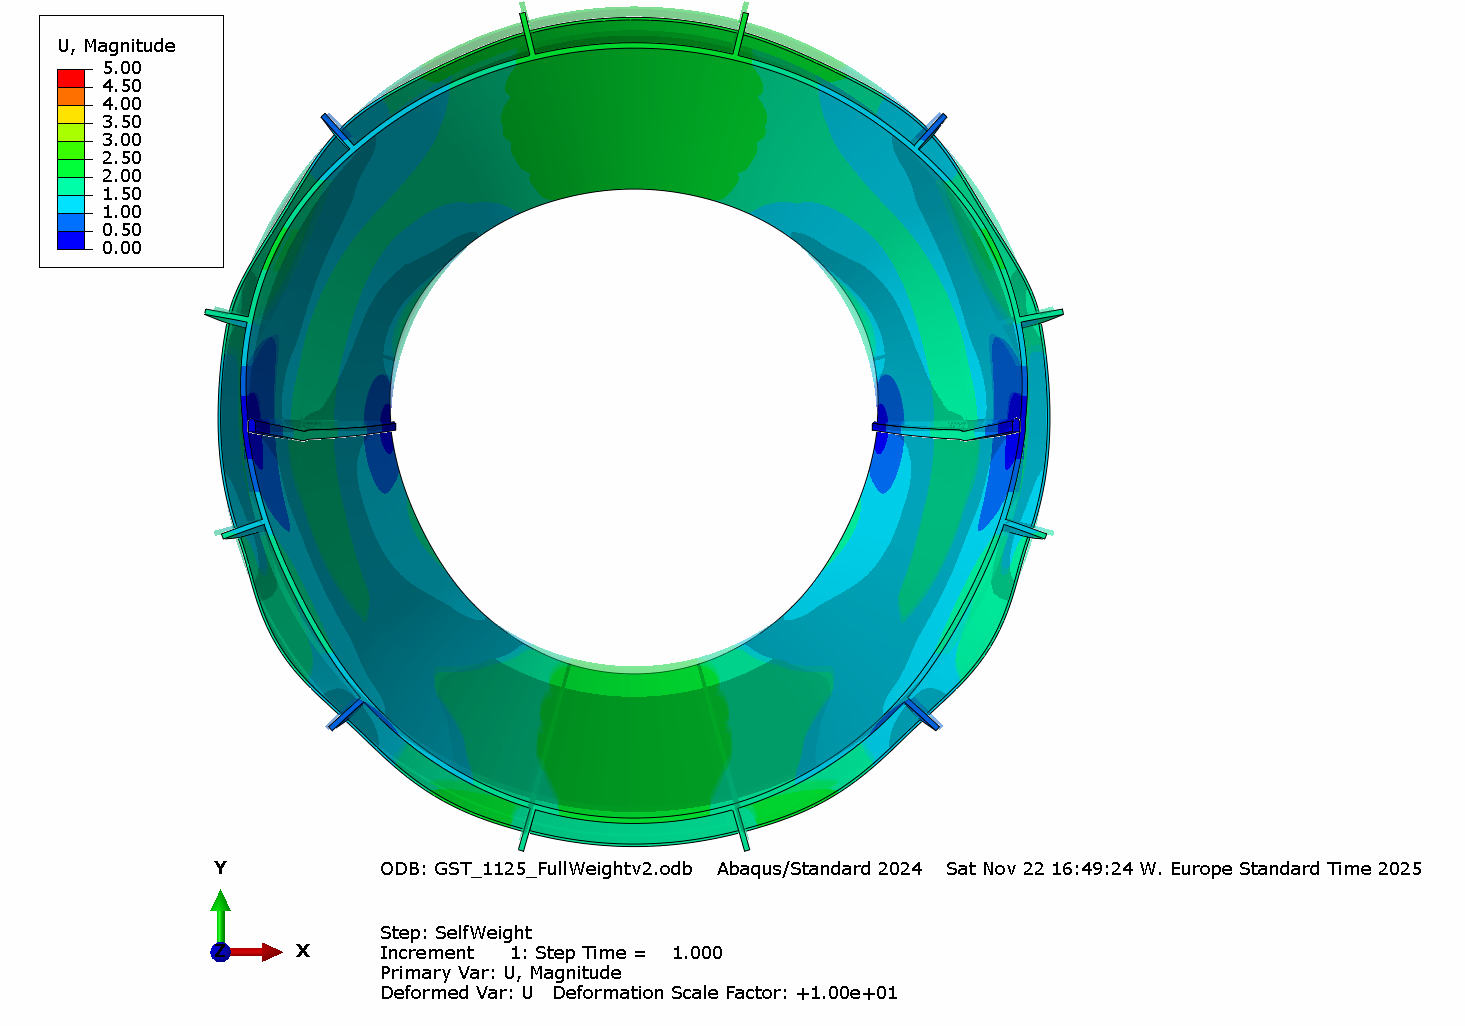 U, Magnitude
5.00
4.50
4.00
3.50
3.00
2.50
2.00
1.50
1.00
0.50
0.00
Y
Z X
ODB: GST_1125_FullWeightv2.odb Abaqus/Standard 2024 Sat Nov 22 16:49:24 W. Europe Standard Time 2025
Step: SelfWeight
Increment 1: Step Time = 1.000
Primary Var: U, Magnitude
Deformed Var: U Deformation Scale Factor: +1.00e+01